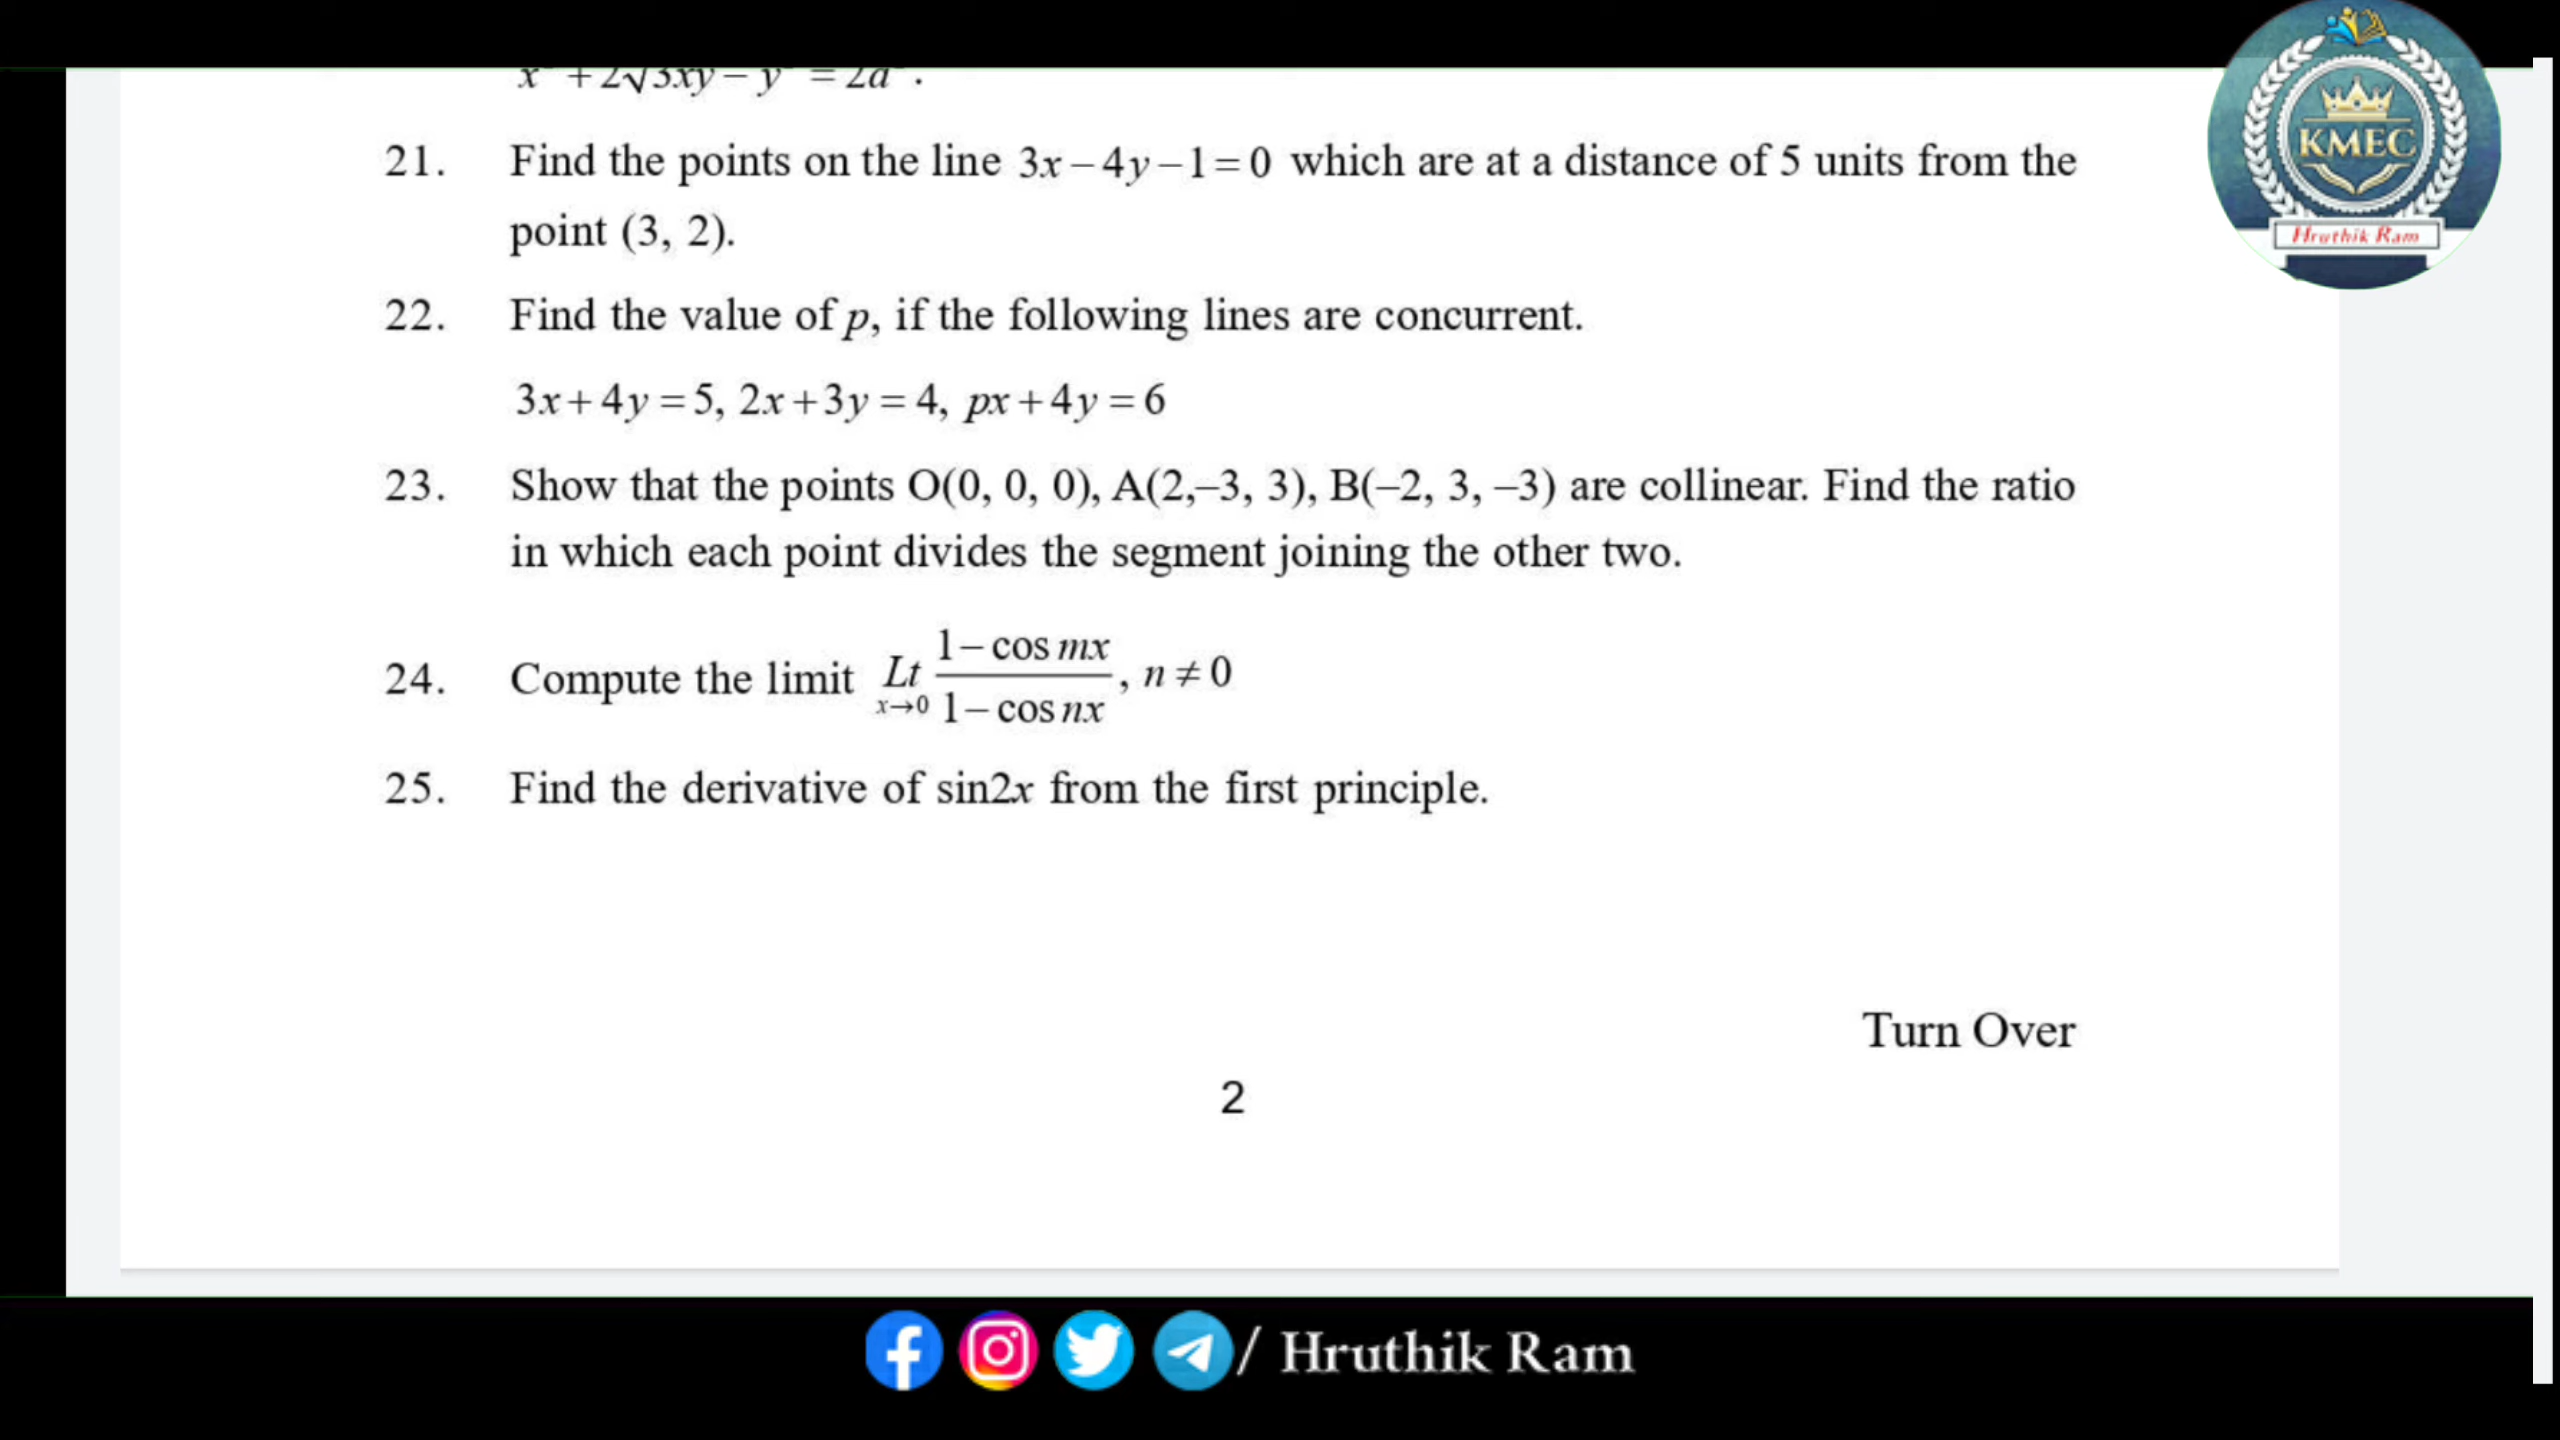 x² + 2√3xy − y² = 2a².
KMEC
Hruthik Ram
21. Find the points on the line 3x − 4y − 1 = 0 which are at a distance of 5 units from the
point (3, 2).
22. Find the value of p, if the following lines are concurrent.
3x + 4y = 5, 2x + 3y = 4, px + 4y = 6
23. Show that the points O(0, 0, 0), A(2,–3, 3), B(–2, 3, –3) are collinear. Find the ratio
in which each point divides the segment joining the other two.
24. Compute the limit Lt x→0 (1 − cos mx)/(1 − cos nx), n ≠ 0
25. Find the derivative of sin2x from the first principle.
Turn Over
2
/ Hruthik Ram